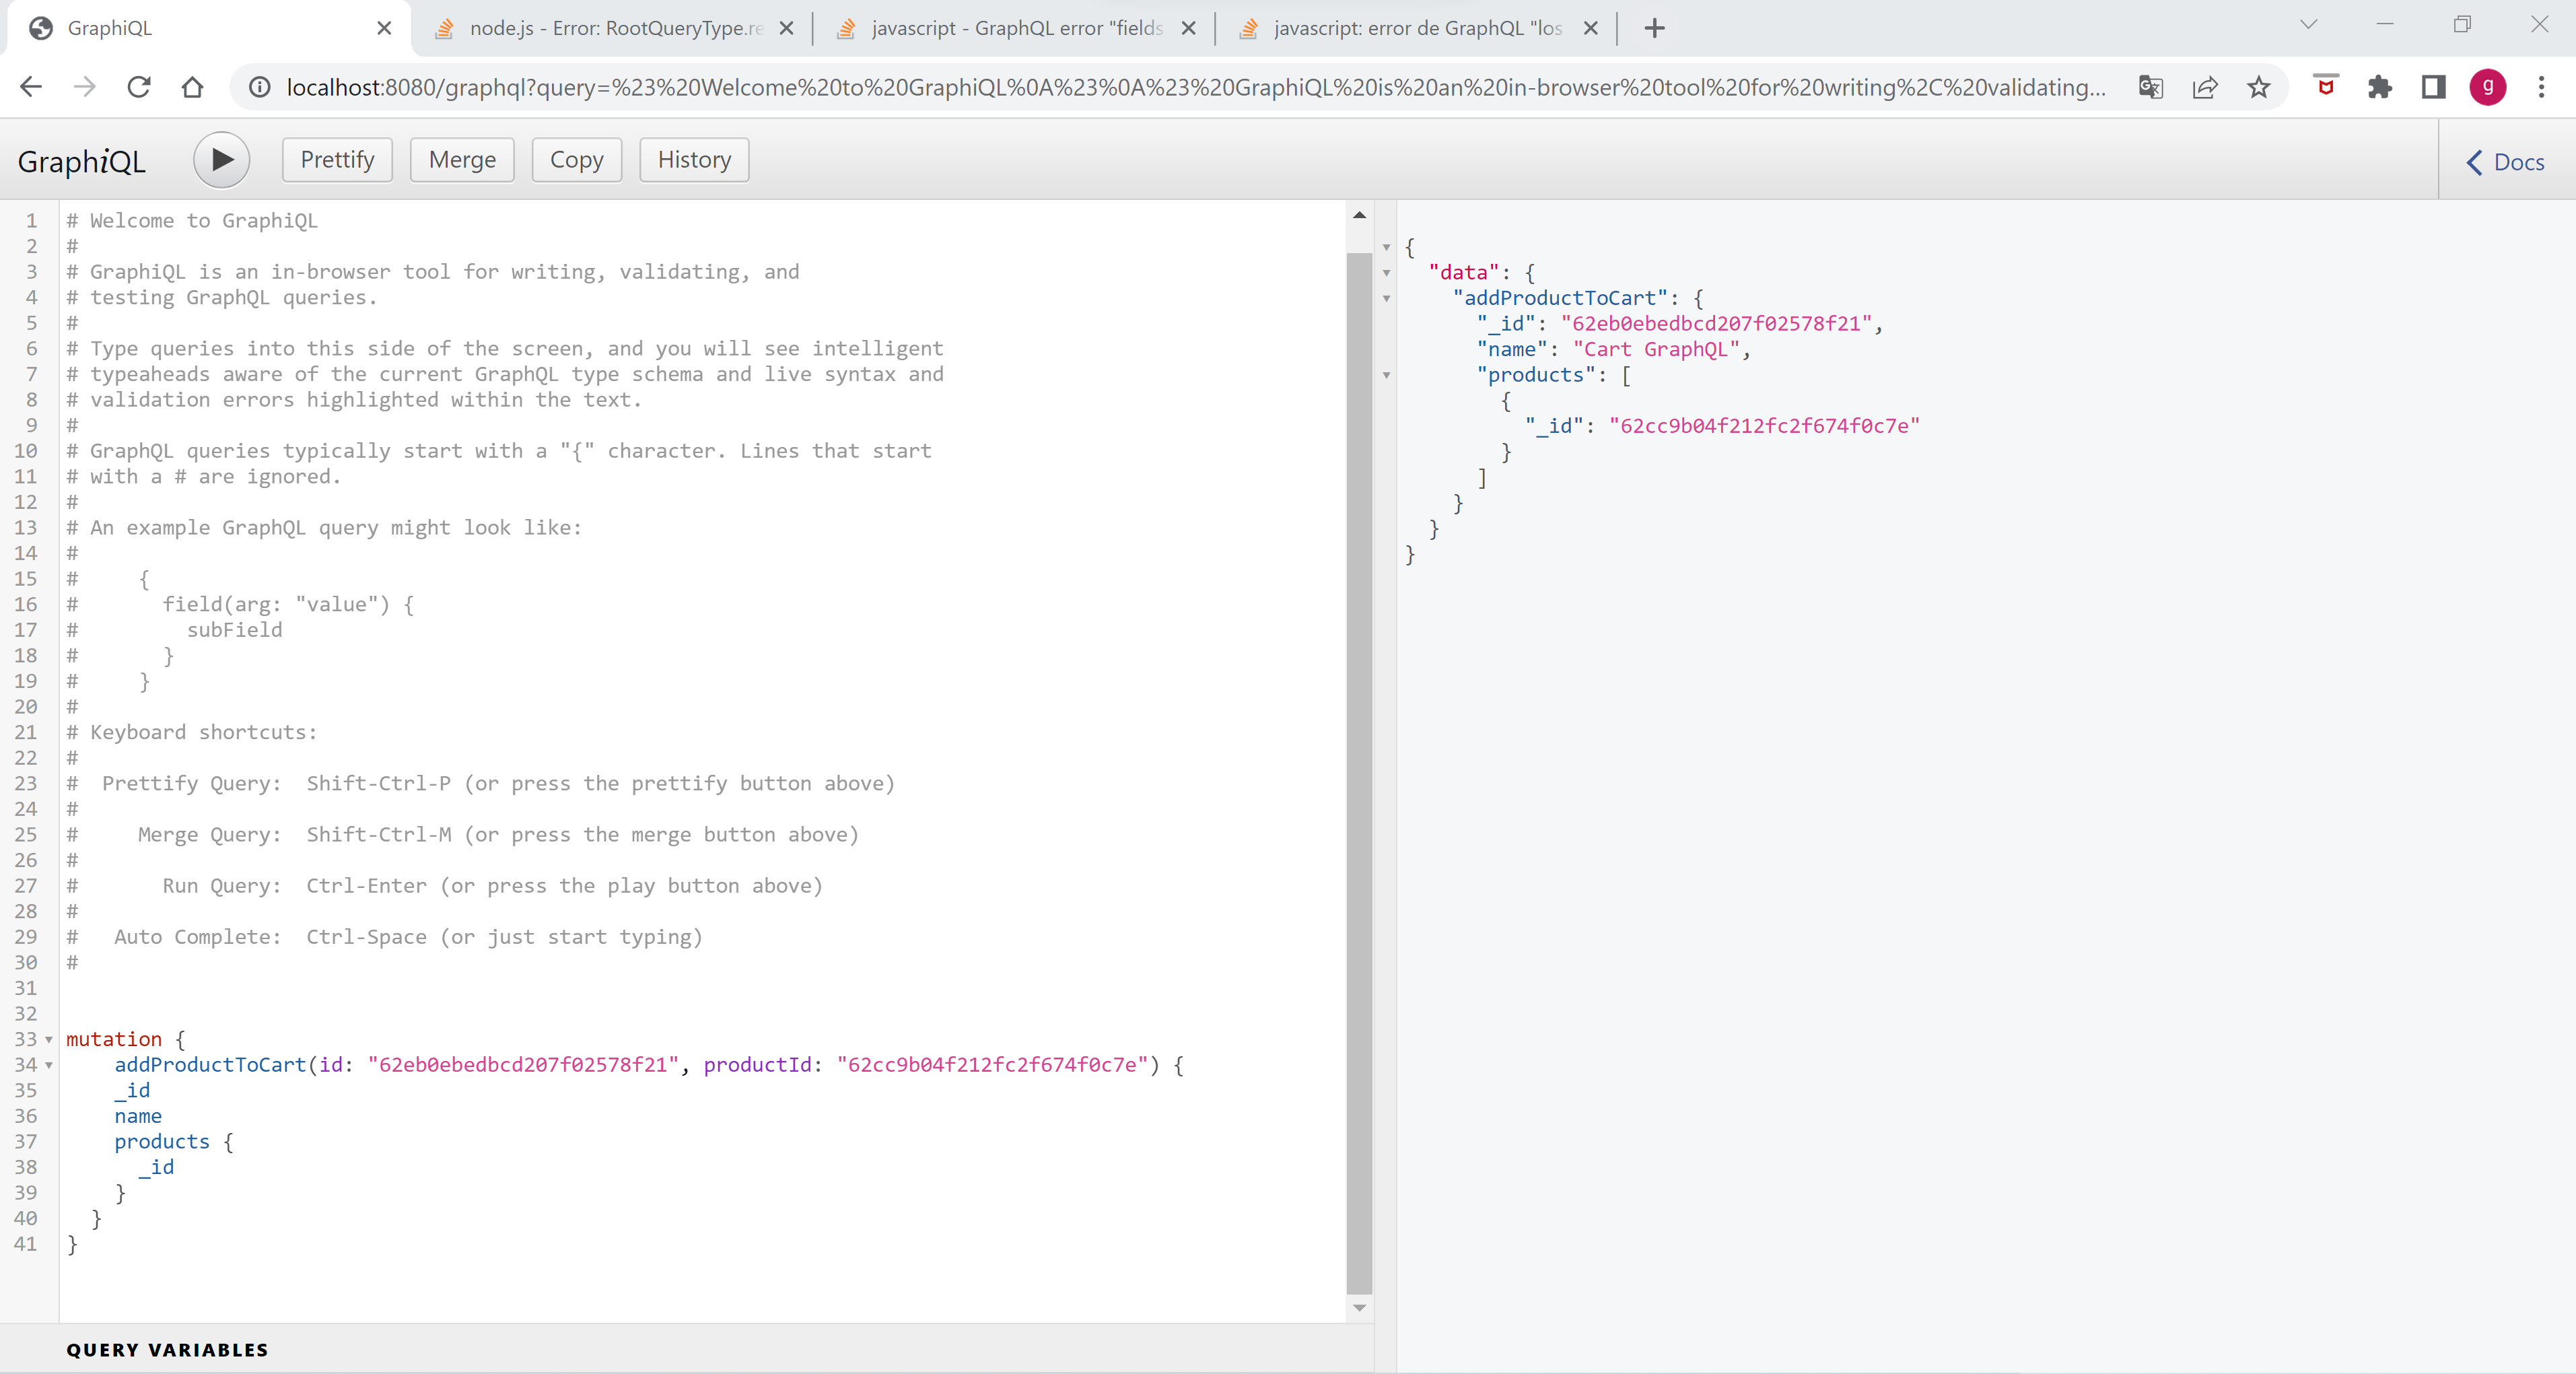 GraphiQL
node.js - Error: RootQueryType.re
javascript - GraphQL error "fields
javascript: error de GraphQL "los
localhost:8080/graphql?query=%23%20Welcome%20to%20GraphiQL%0A%23%0A%23%20GraphiQL%20is%20an%20in-browser%20tool%20for%20writing%2C%20validating...
g
GraphiQL
Prettify
Merge
Copy
History
Docs
1 # Welcome to GraphiQL
2 #
3 # GraphiQL is an in-browser tool for writing, validating, and
4 # testing GraphQL queries.
5 #
6 # Type queries into this side of the screen, and you will see intelligent
7 # typeaheads aware of the current GraphQL type schema and live syntax and
8 # validation errors highlighted within the text.
9 #
10 # GraphQL queries typically start with a "{" character. Lines that start
11 # with a # are ignored.
12 #
13 # An example GraphQL query might look like:
14 #
15 #     {
16 #       field(arg: "value") {
17 #         subField
18 #       }
19 #     }
20 #
21 # Keyboard shortcuts:
22 #
23 #  Prettify Query:  Shift-Ctrl-P (or press the prettify button above)
24 #
25 #     Merge Query:  Shift-Ctrl-M (or press the merge button above)
26 #
27 #       Run Query:  Ctrl-Enter (or press the play button above)
28 #
29 #   Auto Complete:  Ctrl-Space (or just start typing)
30 #
31
32
33 mutation {
34     addProductToCart(id: "62eb0ebedbcd207f02578f21", productId: "62cc9b04f212fc2f674f0c7e") {
35     _id
36     name
37     products {
38       _id
39     }
40   }
41 }
QUERY VARIABLES
{
  "data": {
    "addProductToCart": {
      "_id": "62eb0ebedbcd207f02578f21",
      "name": "Cart GraphQL",
      "products": [
        {
          "_id": "62cc9b04f212fc2f674f0c7e"
        }
      ]
    }
  }
}